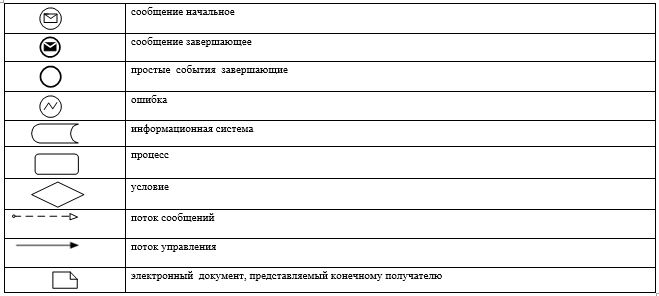 сообщение начальное
сообщение завершающее
простые события завершающие
ошибка
информационная система
процесс
условие
поток сообщений
поток управления
электронный документ, представляемый конечному получателю